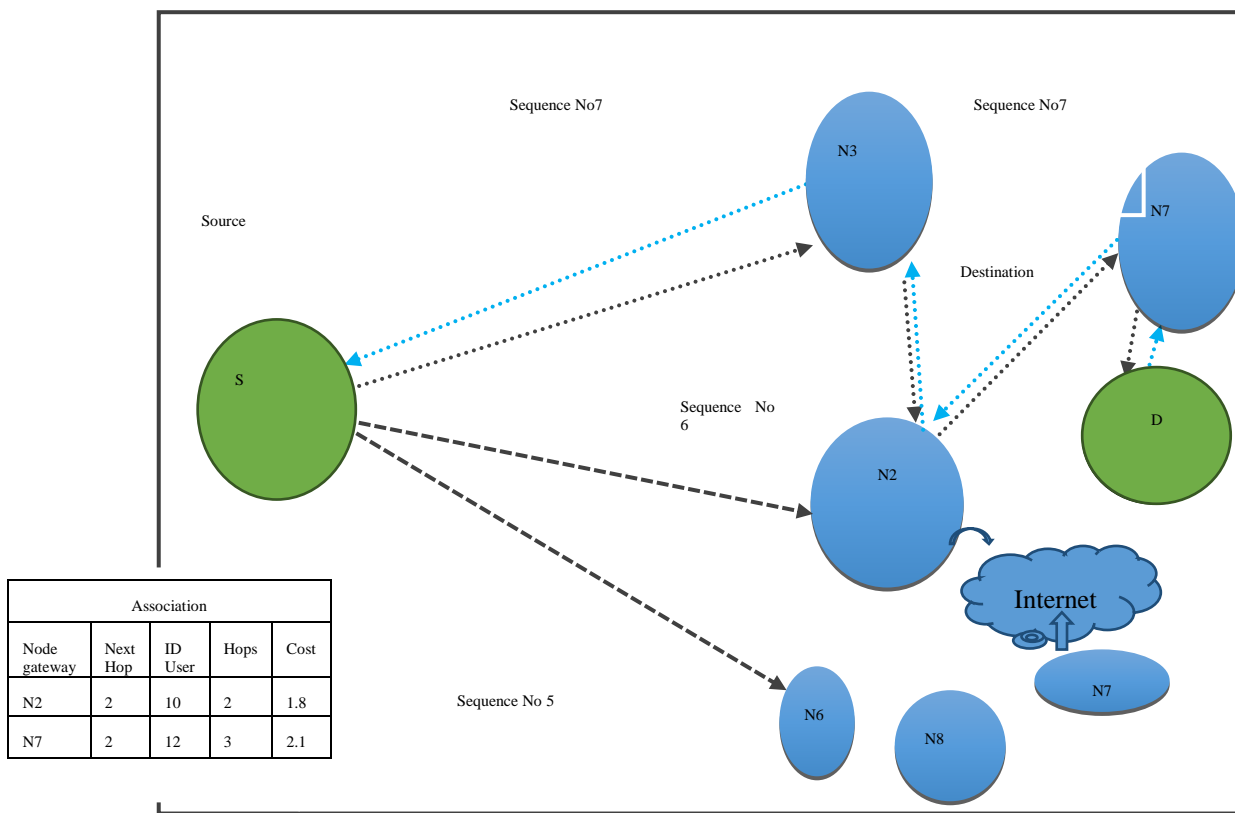 Sequence No7
Sequence No7
N3
N7
Source
Destination
S
Sequence No
6
D
N2
Internet
Association
Node gateway
Next Hop
ID User
Hops
Cost
N2 2 10 2 1.8
N7 2 12 3 2.1
Sequence No 5
N6
N8
N7